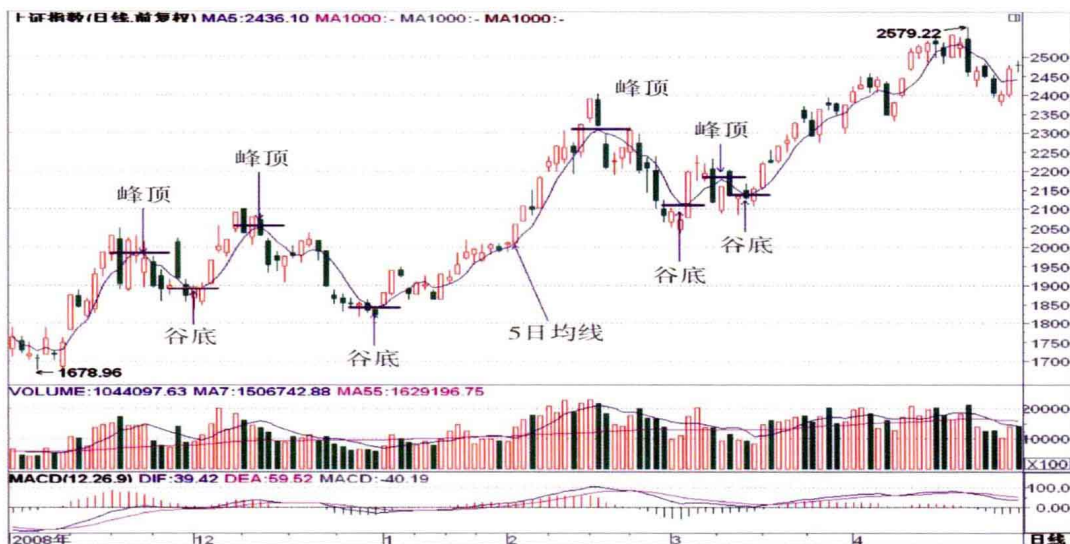 上证指数(日线.前复权) MA5:2436.10 MA1000:- MA1000:- MA1000:-
2579.22
2500
2450
2400
2300
2250
2200
2150
2100
2000
1950
1900
1850
1800
1700
峰顶
峰顶
峰顶
峰顶
谷底
谷底
谷底
谷底
5日均线
1678.96
VOLUME:1044097.63 MA7:1506742.88 MA55:1629196.75
20000
10000
X100
MACD(12.26.9) DIF:39.42 DEA:59.52 MACD:-40.19
100.0
0.00
2008年 12 1 2 3 4 日线